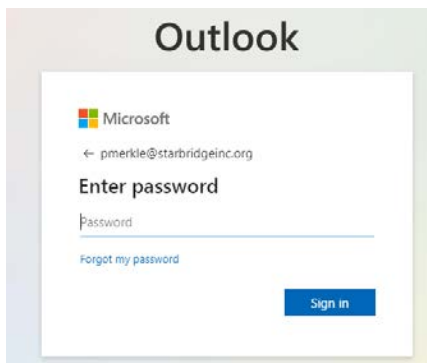 Outlook
Microsoft
← pmerkle@starbridgeinc.org
Enter password
Password
Forgot my password
Sign in